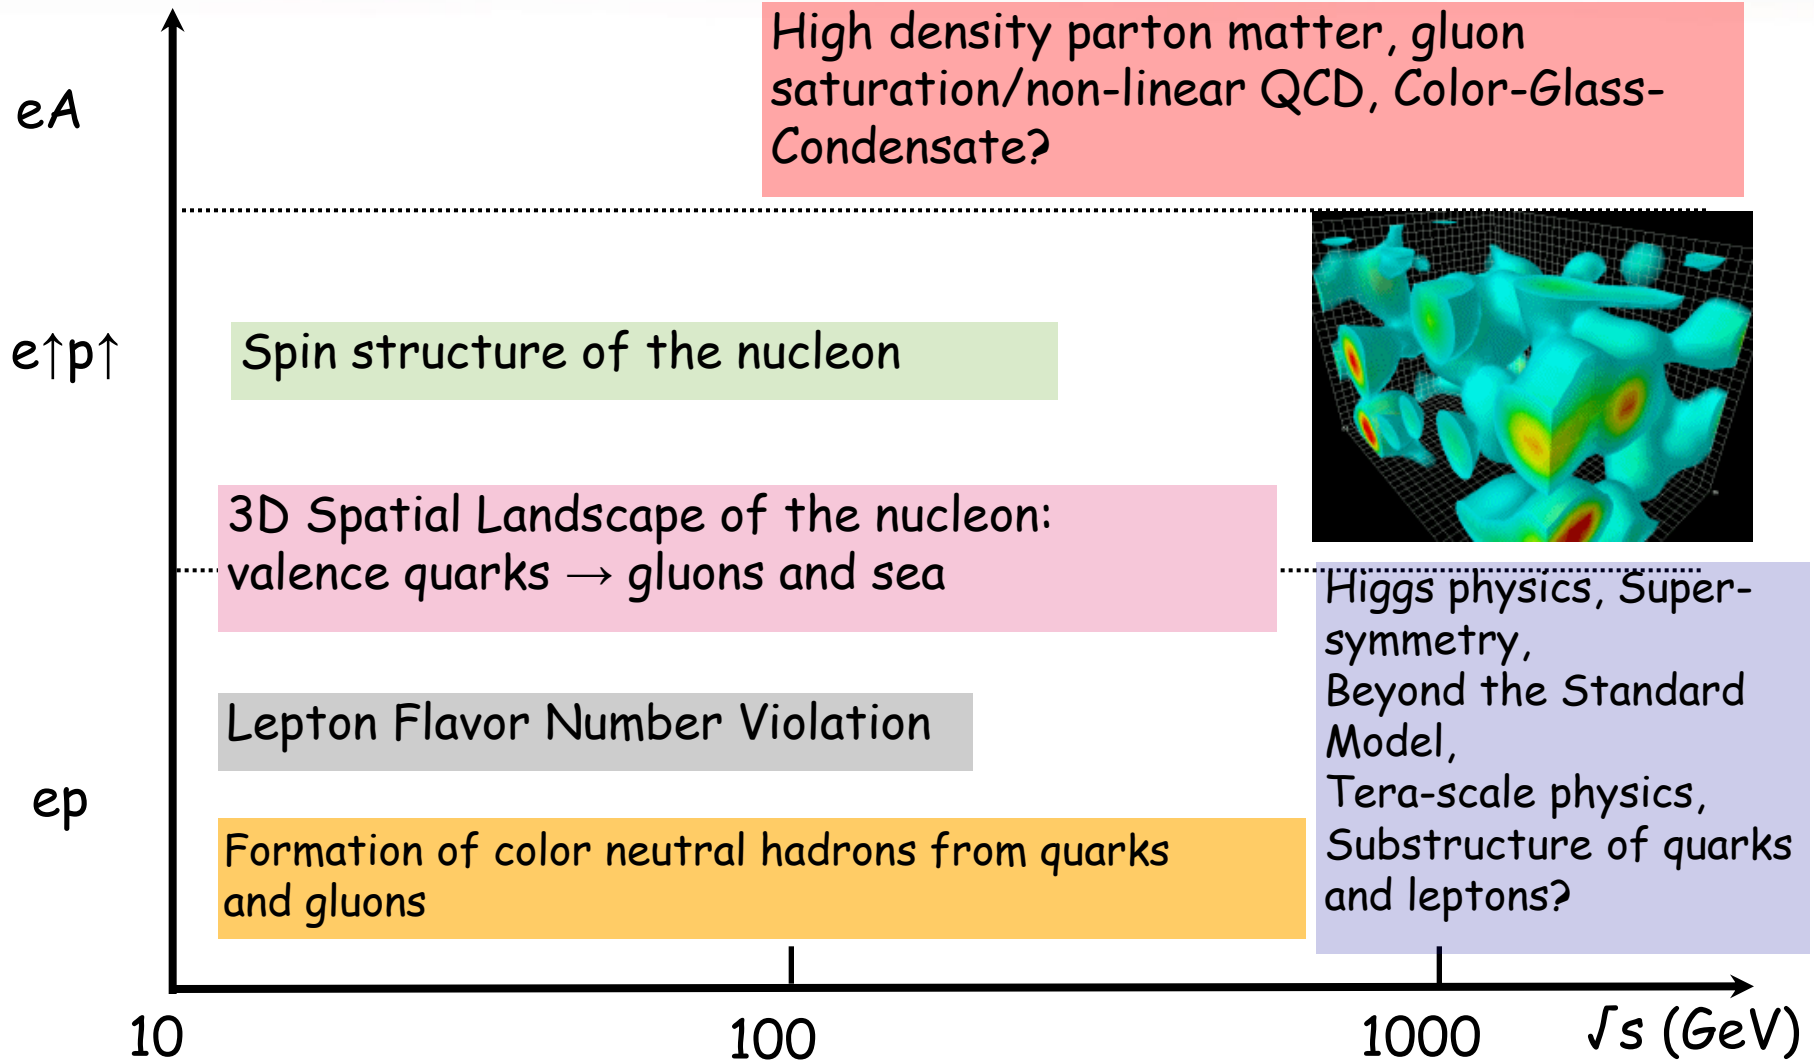 High density parton matter, gluon
saturation/non-linear QCD, Color-Glass-
Condensate?
eA
e↑p↑
Spin structure of the nucleon
3D Spatial Landscape of the nucleon:
valence quarks → gluons and sea
Higgs physics, Super-
symmetry,
Beyond the Standard
Model,
Tera-scale physics,
Substructure of quarks
and leptons?
Lepton Flavor Number Violation
ep
Formation of color neutral hadrons from quarks
and gluons
10
100
1000
√s (GeV)